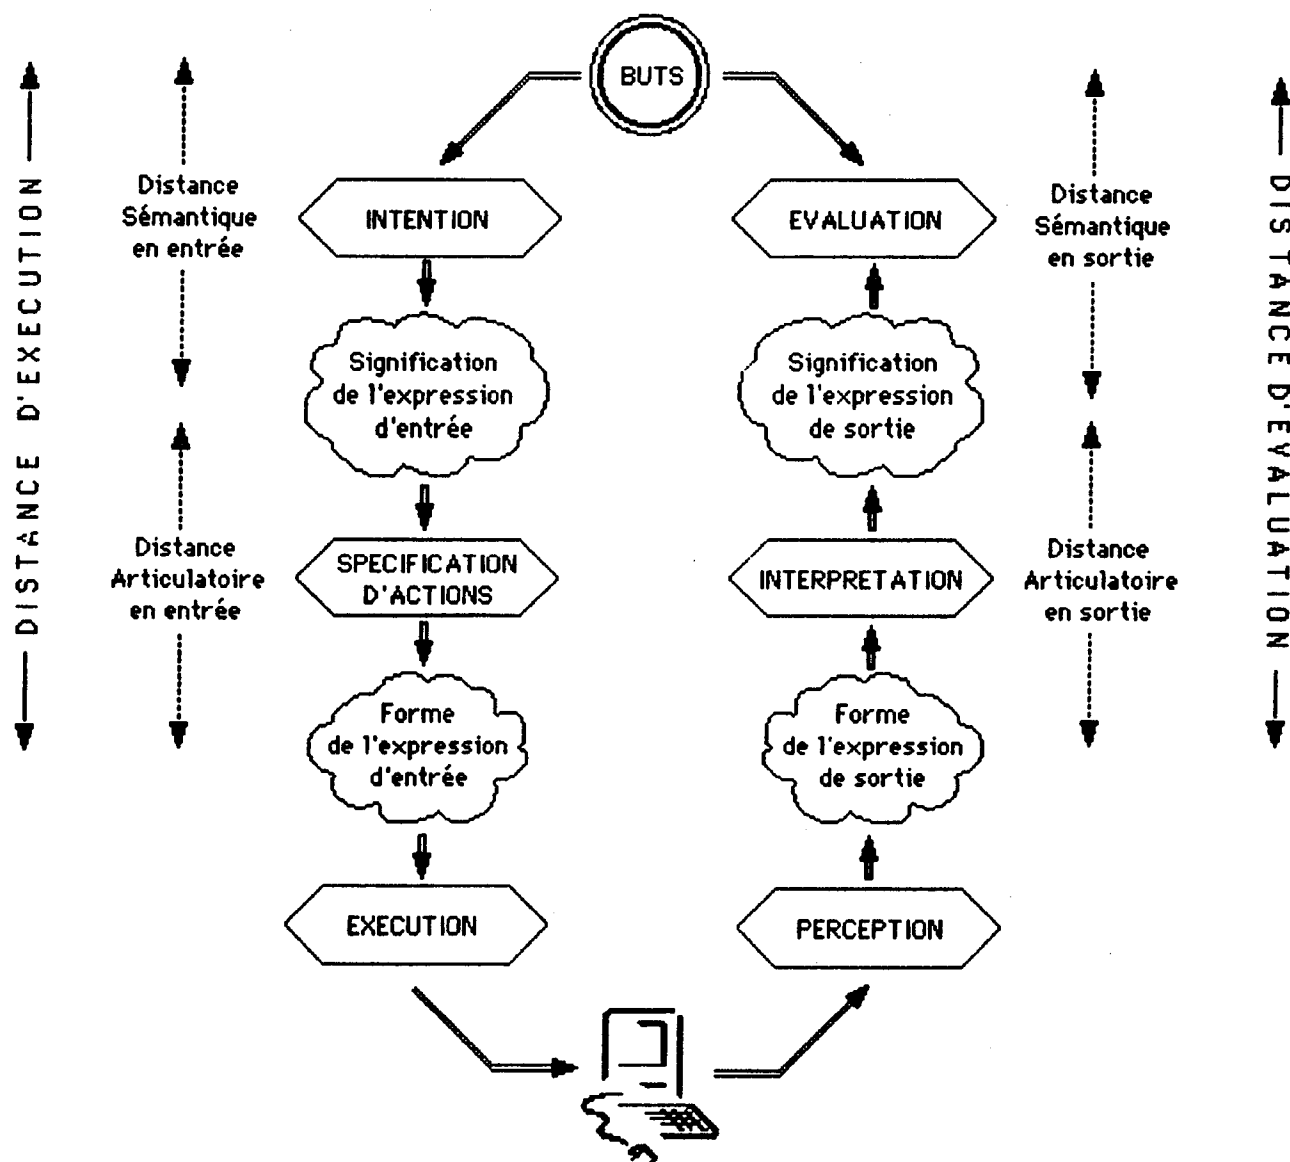 BUTS
DISTANCE D'EXECUTION
Distance
Sémantique
en entrée
INTENTION
EVALUATION
Distance
Sémantique
en sortie
DISTANCE D'EVALUATION
Signification
de l'expression
d'entrée
Signification
de l'expression
de sortie
Distance
Articulatoire
en entrée
SPECIFICATION
D'ACTIONS
INTERPRETATION
Distance
Articulatoire
en sortie
Forme
de l'expression
d'entrée
Forme
de l'expression
de sortie
EXECUTION
PERCEPTION